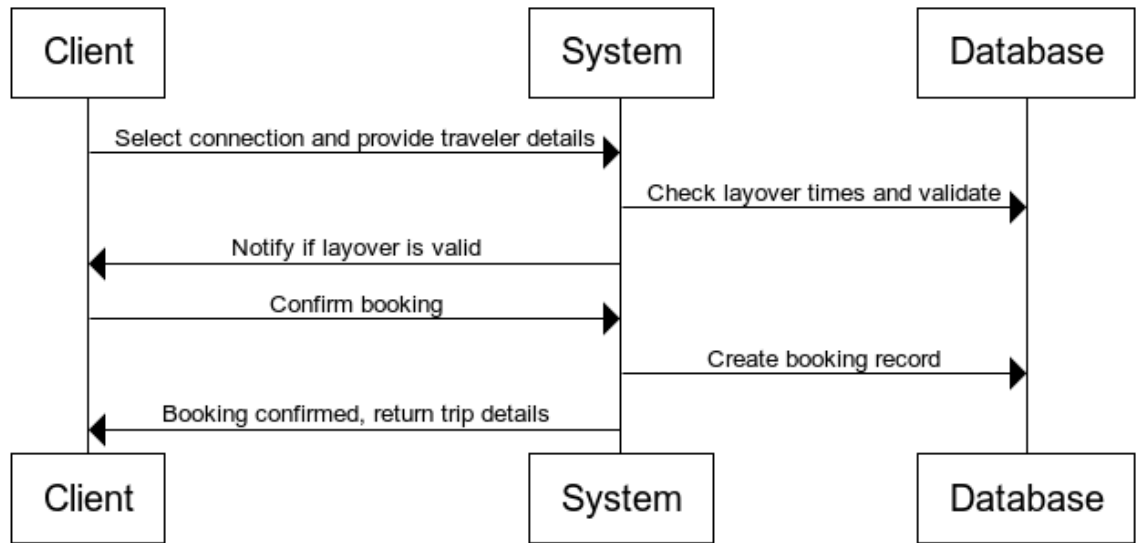 Client
System
Database
Select connection and provide traveler details
Check layover times and validate
Notify if layover is valid
Confirm booking
Create booking record
Booking confirmed, return trip details
Client
System
Database